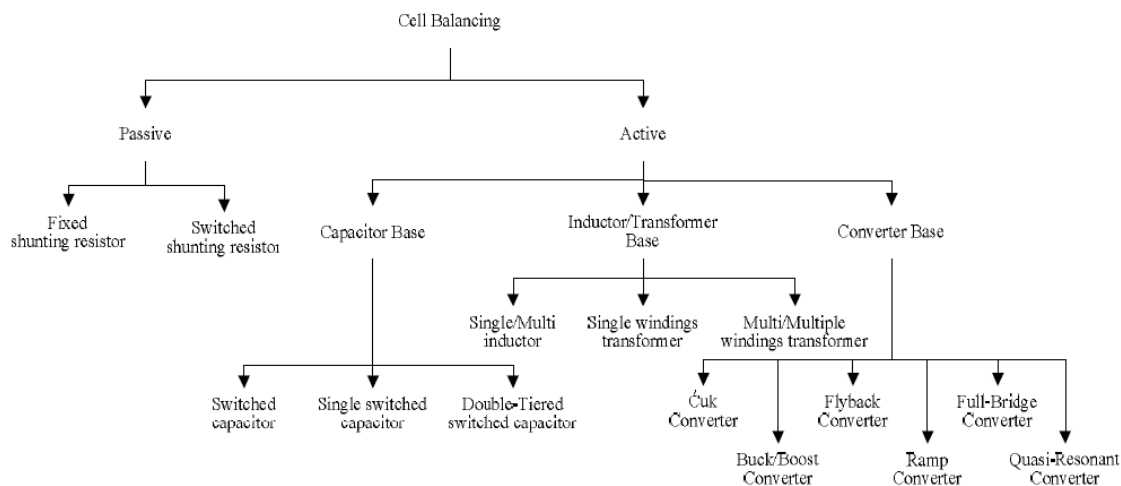 Cell Balancing
Passive
Active
Fixed
shunting resistor
Switched
shunting resistor
Capacitor Base
Inductor/Transformer
Base
Converter Base
Single/Multi
inductor
Single windings
transformer
Multi/Multiple
windings transformer
Switched
capacitor
Single switched
capacitor
Double-Tiered
switched capacitor
Ćuk
Converter
Flyback
Converter
Full-Bridge
Converter
Buck/Boost
Converter
Ramp
Converter
Quasi-Resonant
Converter